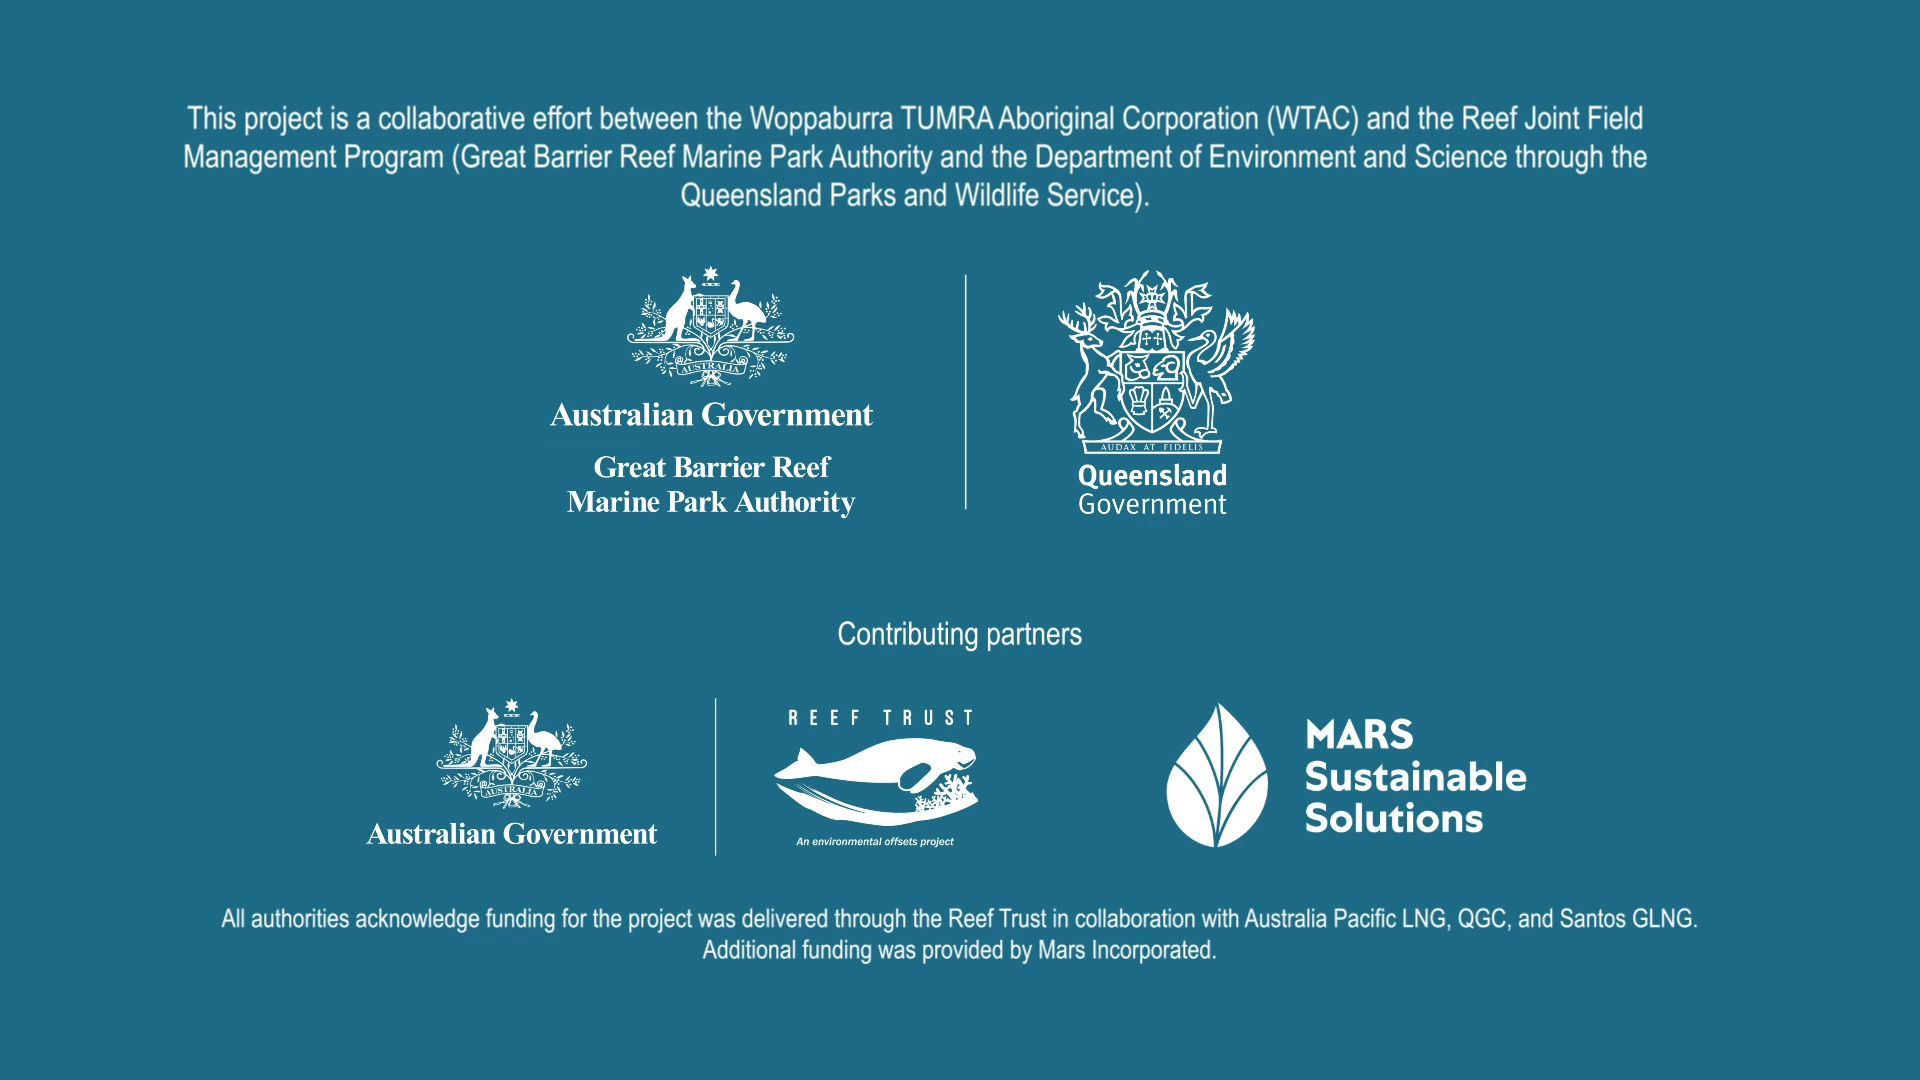 This project is a collaborative effort between the Woppaburra TUMRA Aboriginal Corporation (WTAC) and the Reef Joint Field
Management Program (Great Barrier Reef Marine Park Authority and the Department of Environment and Science through the
Queensland Parks and Wildlife Service).
AUSTRALIA
Australian Government
Great Barrier Reef
Marine Park Authority
AUDAX AT FIDELIS
Queensland
Government
Contributing partners
AUSTRALIA
Australian Government
REEF TRUST
An environmental offsets project
MARS
Sustainable
Solutions
All authorities acknowledge funding for the project was delivered through the Reef Trust in collaboration with Australia Pacific LNG, QGC, and Santos GLNG.
Additional funding was provided by Mars Incorporated.